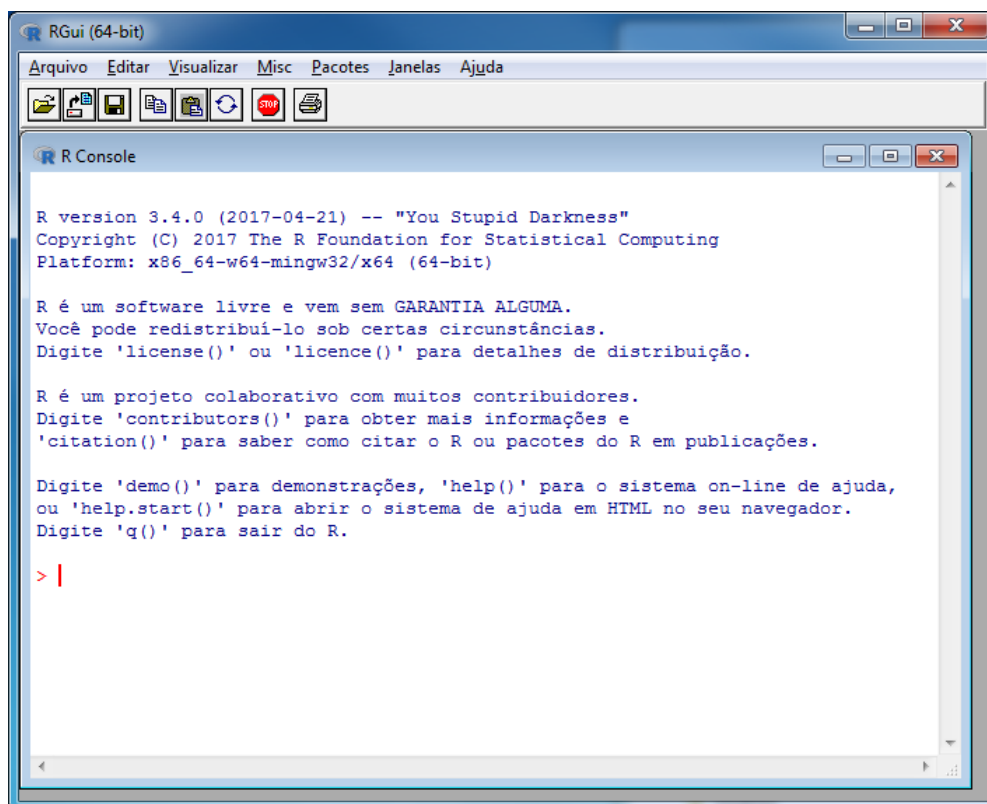 RGui (64-bit)
Arquivo Editar Visualizar Misc Pacotes Janelas Ajuda
STOP
R Console
R version 3.4.0 (2017-04-21) -- "You Stupid Darkness"
Copyright (C) 2017 The R Foundation for Statistical Computing
Platform: x86_64-w64-mingw32/x64 (64-bit)
R é um software livre e vem sem GARANTIA ALGUMA.
Você pode redistribuí-lo sob certas circunstâncias.
Digite 'license()' ou 'licence()' para detalhes de distribuição.
R é um projeto colaborativo com muitos contribuidores.
Digite 'contributors()' para obter mais informações e
'citation()' para saber como citar o R ou pacotes do R em publicações.
Digite 'demo()' para demonstrações, 'help()' para o sistema on-line de ajuda,
ou 'help.start()' para abrir o sistema de ajuda em HTML no seu navegador.
Digite 'q()' para sair do R.
>